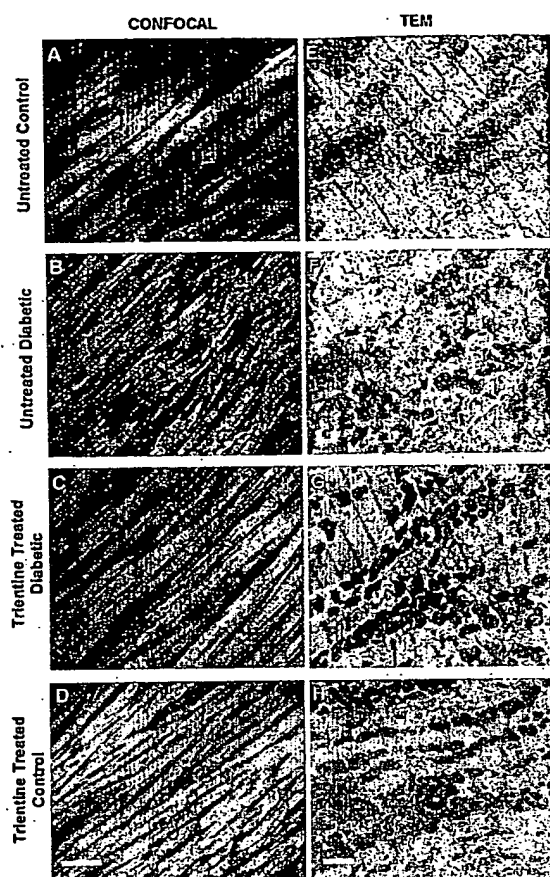 CONFOCAL TEM
Untreated Control
A E
Untreated Diabetic
B F
Trientine Treated
Diabetic
C G
Trientine Treated
Control
D H